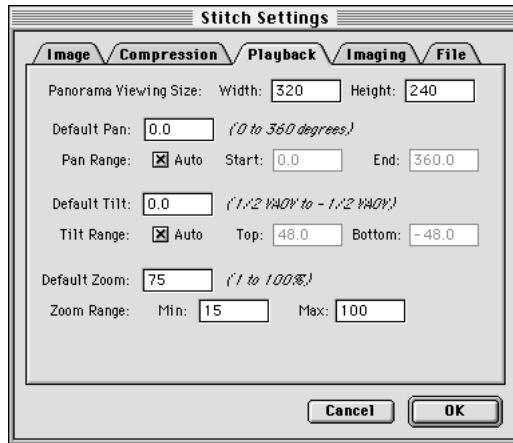 Stitch Settings
Image Compression Playback Imaging File
Panorama Viewing Size: Width: 320 Height: 240
Default Pan: 0.0 (0 to 360 degrees)
Pan Range: Auto Start: 0.0 End: 360.0
Default Tilt: 0.0 (1/2 VAOV to - 1/2 VAOV)
Tilt Range: Auto Top: 48.0 Bottom: -48.0
Default Zoom: 75 (1 to 100%)
Zoom Range: Min: 15 Max: 100
Cancel OK